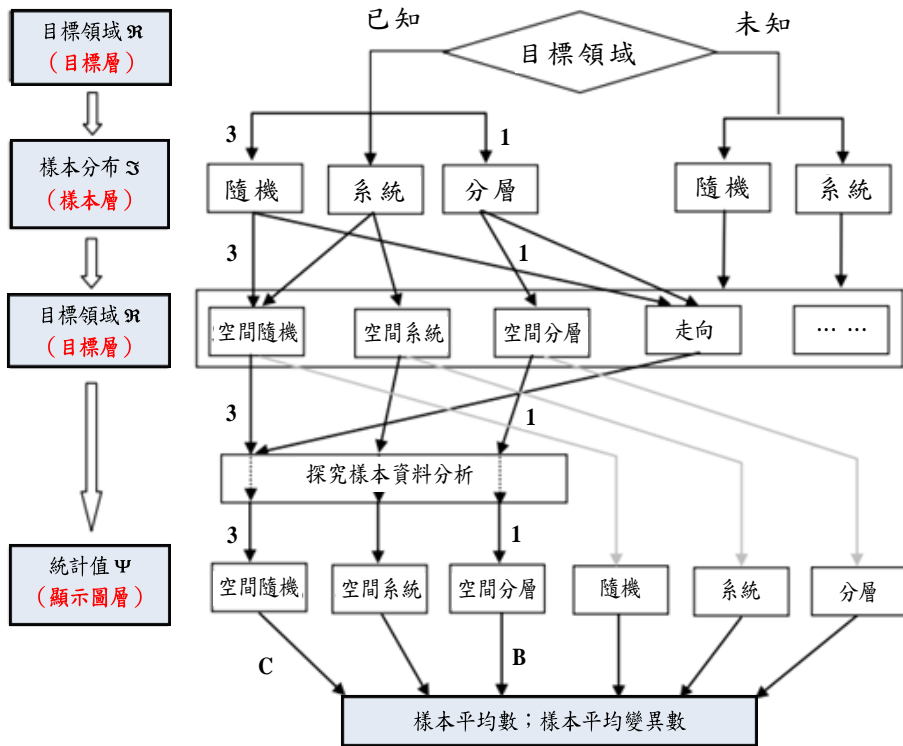 已知
未知
目標領域 ℜ
(目標層)
目標領域
3
1
樣本分布 ℑ
(樣本層)
隨機
系統
分層
隨機
系統
3
1
目標領域 ℜ
(目標層)
空間隨機
空間系統
空間分層
走向
… …
3
1
探究樣本資料分析
3
1
統計值 Ψ
(顯示圖層)
空間隨機
空間系統
空間分層
隨機
系統
分層
C
B
樣本平均數；樣本平均變異數